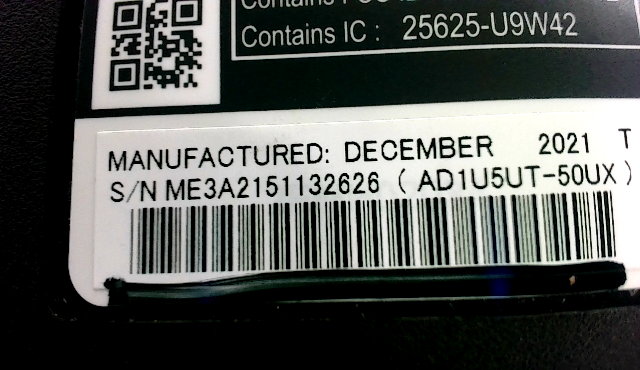 Contains IC : 25625-U9W42
MANUFACTURED: DECEMBER 2021 T
S/N ME3A2151132626 ( AD1U5UT-50UX )